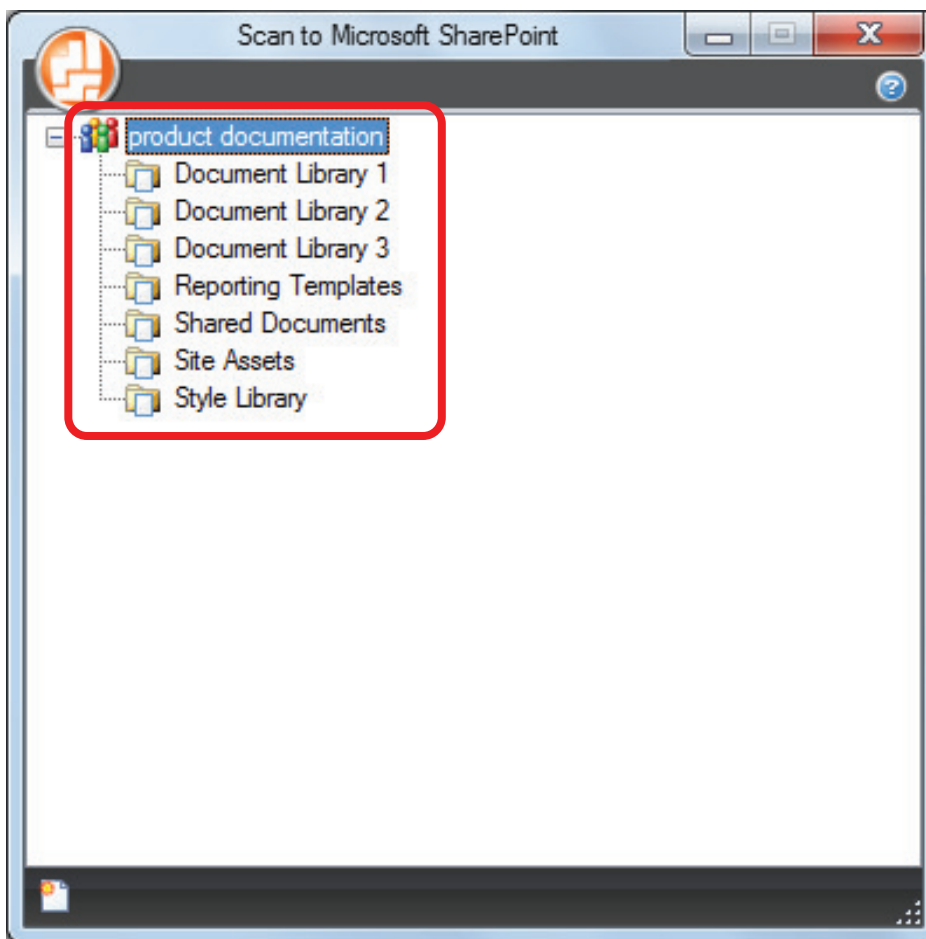 Scan to Microsoft SharePoint
product documentation
Document Library 1
Document Library 2
Document Library 3
Reporting Templates
Shared Documents
Site Assets
Style Library